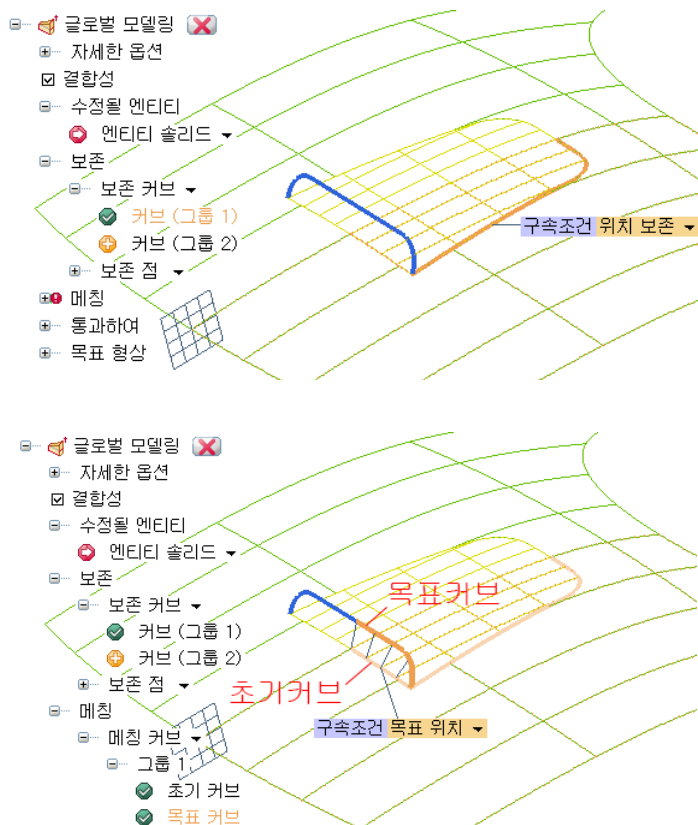 글로벌 모델링
자세한 옵션
결합성
수정될 엔티티
엔티티 솔리드
보존
보존 커브
커브 (그룹 1)
커브 (그룹 2)
보존 점
메칭
통과하여
목표 형상
구속조건 위치 보존
글로벌 모델링
자세한 옵션
결합성
수정될 엔티티
엔티티 솔리드
보존
보존 커브
커브 (그룹 1)
커브 (그룹 2)
보존 점
메칭
메칭 커브
그룹 1
초기 커브
목표 커브
목표커브
초기커브
구속조건 목표 위치